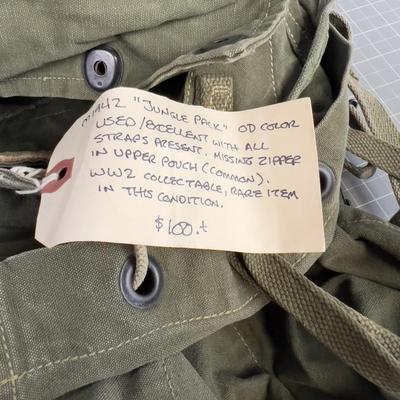 M1942 "JUNGLE PACK" OD COLOR
USED/EXCELLENT WITH ALL
STRAPS PRESENT. MISSING ZIPPER
IN UPPER POUCH (COMMON).
WW2 COLLECTABLE, RARE ITEM
IN THIS CONDITION.
$100.t